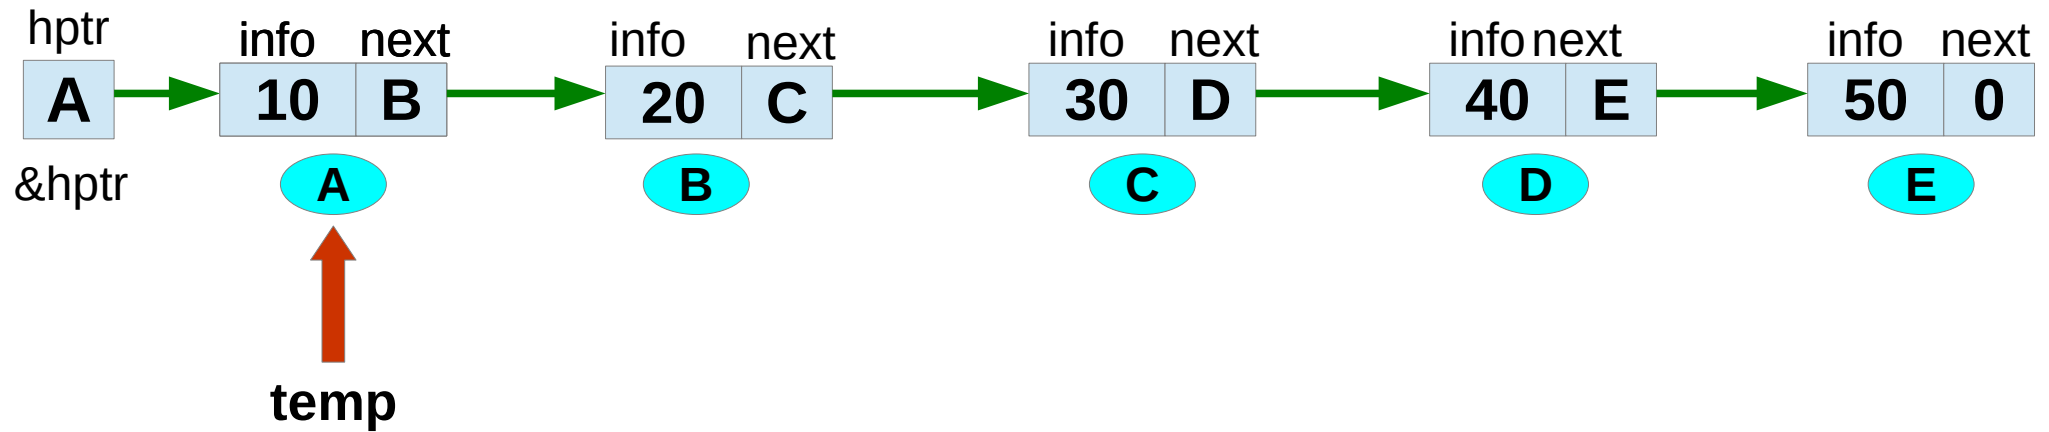 hptr info next info next info next info next info next
A 10 B 20 C 30 D 40 E 50 0
&hptr A B C D E
temp